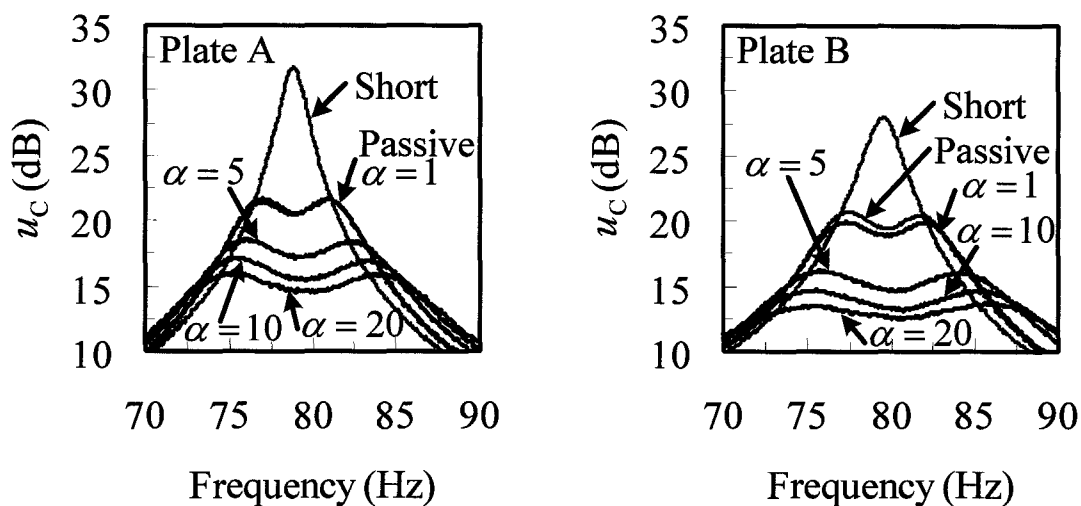 35
Plate A
30
Short
25
Passive
α = 5
α = 1
20
15
α = 10
α = 20
10
70 75 80 85 90
Frequency (Hz)
u_C (dB)
35
Plate B
30
Short
25
Passive
α = 5
α = 1
20
α = 10
15
α = 20
10
70 75 80 85 90
Frequency (Hz)
u_C (dB)